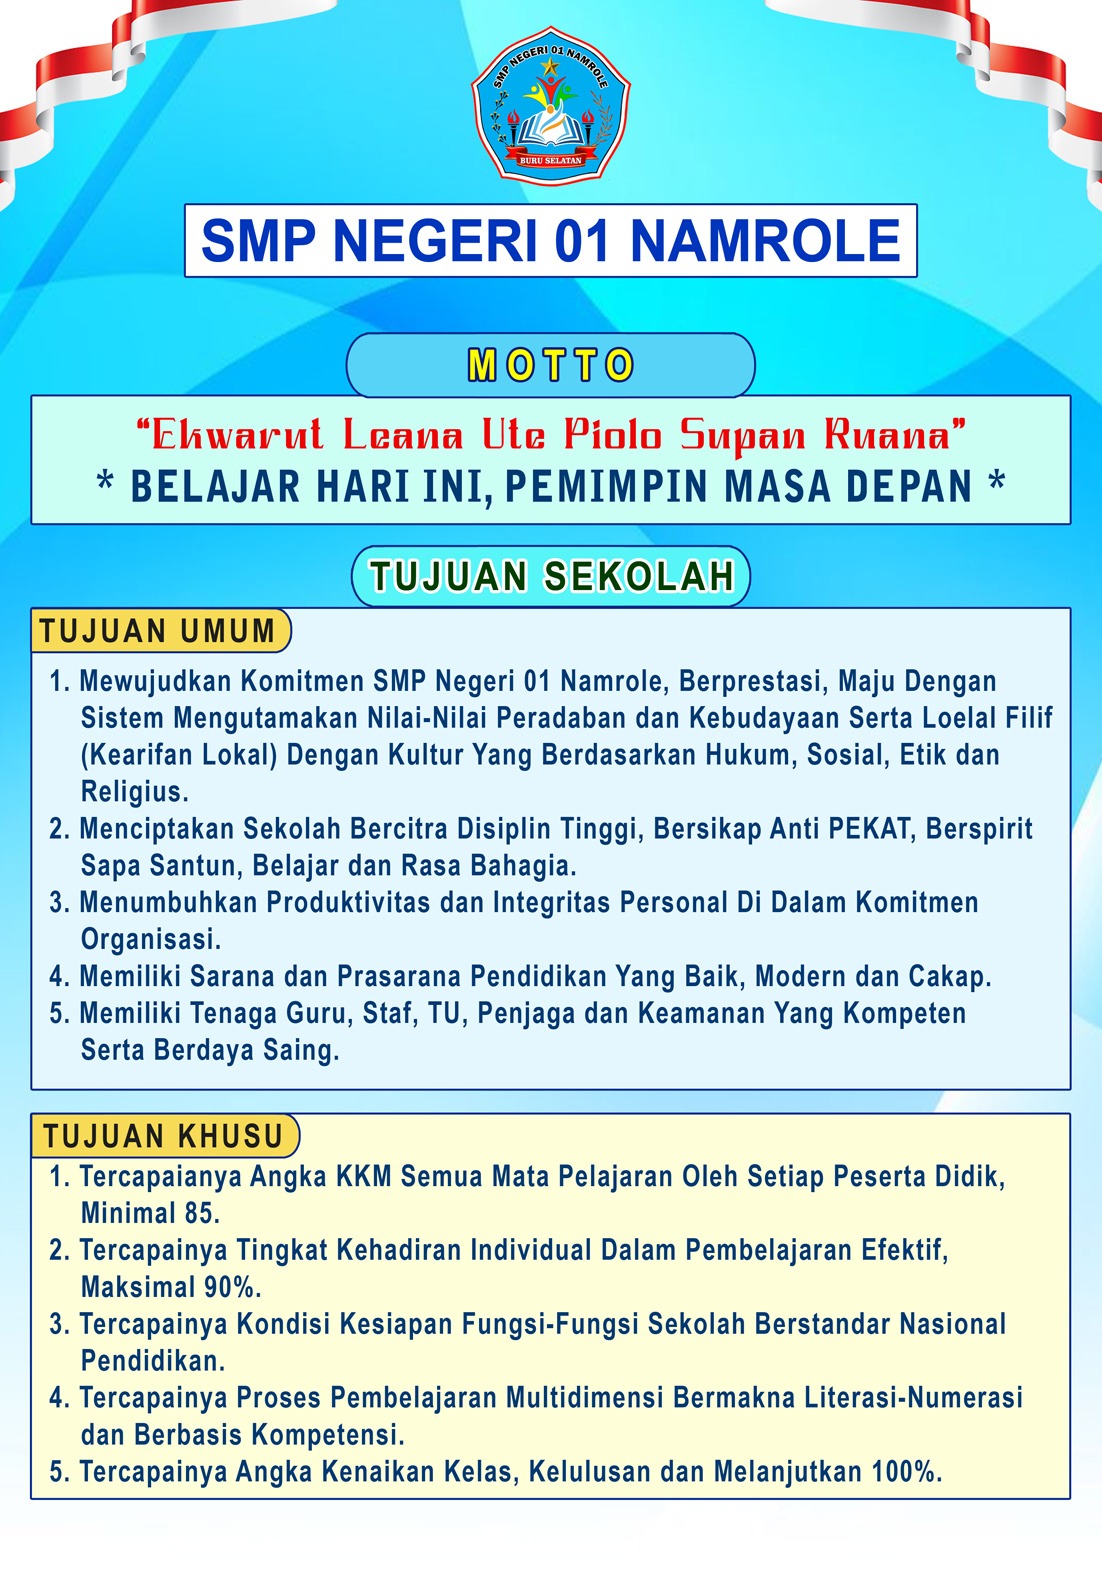 SMP NEGERI 01 NAMROLE
BURU SELATAN
SMP NEGERI 01 NAMROLE
MOTTO
“Ekwarut Leana Ute Piolo Supan Ruana”
* BELAJAR HARI INI, PEMIMPIN MASA DEPAN *
TUJUAN SEKOLAH
TUJUAN UMUM
1. Mewujudkan Komitmen SMP Negeri 01 Namrole, Berprestasi, Maju Dengan
Sistem Mengutamakan Nilai-Nilai Peradaban dan Kebudayaan Serta Loelal Filif
(Kearifan Lokal) Dengan Kultur Yang Berdasarkan Hukum, Sosial, Etik dan
Religius.
2. Menciptakan Sekolah Bercitra Disiplin Tinggi, Bersikap Anti PEKAT, Berspirit
Sapa Santun, Belajar dan Rasa Bahagia.
3. Menumbuhkan Produktivitas dan Integritas Personal Di Dalam Komitmen
Organisasi.
4. Memiliki Sarana dan Prasarana Pendidikan Yang Baik, Modern dan Cakap.
5. Memiliki Tenaga Guru, Staf, TU, Penjaga dan Keamanan Yang Kompeten
Serta Berdaya Saing.
TUJUAN KHUSU
1. Tercapaianya Angka KKM Semua Mata Pelajaran Oleh Setiap Peserta Didik,
Minimal 85.
2. Tercapainya Tingkat Kehadiran Individual Dalam Pembelajaran Efektif,
Maksimal 90%.
3. Tercapainya Kondisi Kesiapan Fungsi-Fungsi Sekolah Berstandar Nasional
Pendidikan.
4. Tercapainya Proses Pembelajaran Multidimensi Bermakna Literasi-Numerasi
dan Berbasis Kompetensi.
5. Tercapainya Angka Kenaikan Kelas, Kelulusan dan Melanjutkan 100%.